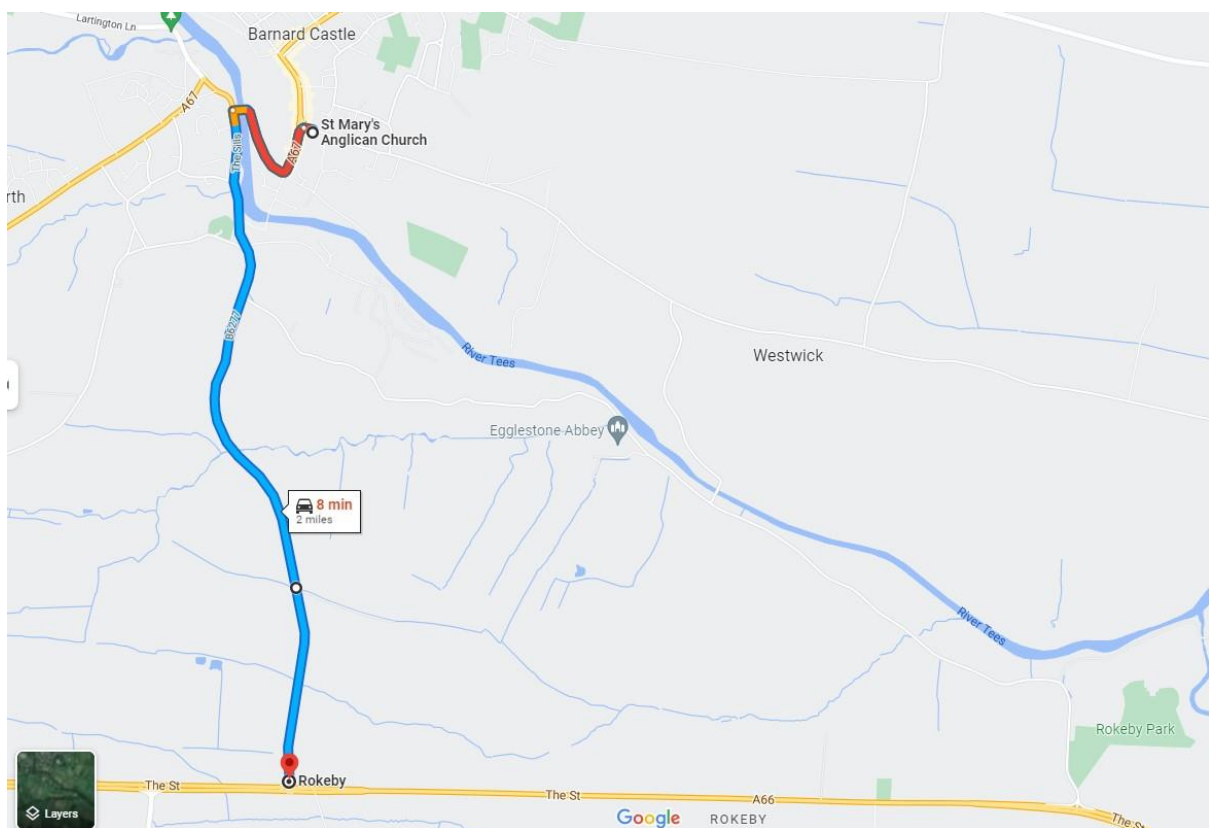 Lartington Ln
Barnard Castle
A67
St Mary's
Anglican Church
A67
The Sills
rth
B6277
River Tees
Westwick
Egglestone Abbey
8 min
2 miles
River Tees
Rokeby Park
Rokeby
The St
The St
A66
Layers
Google
ROKEBY
The St